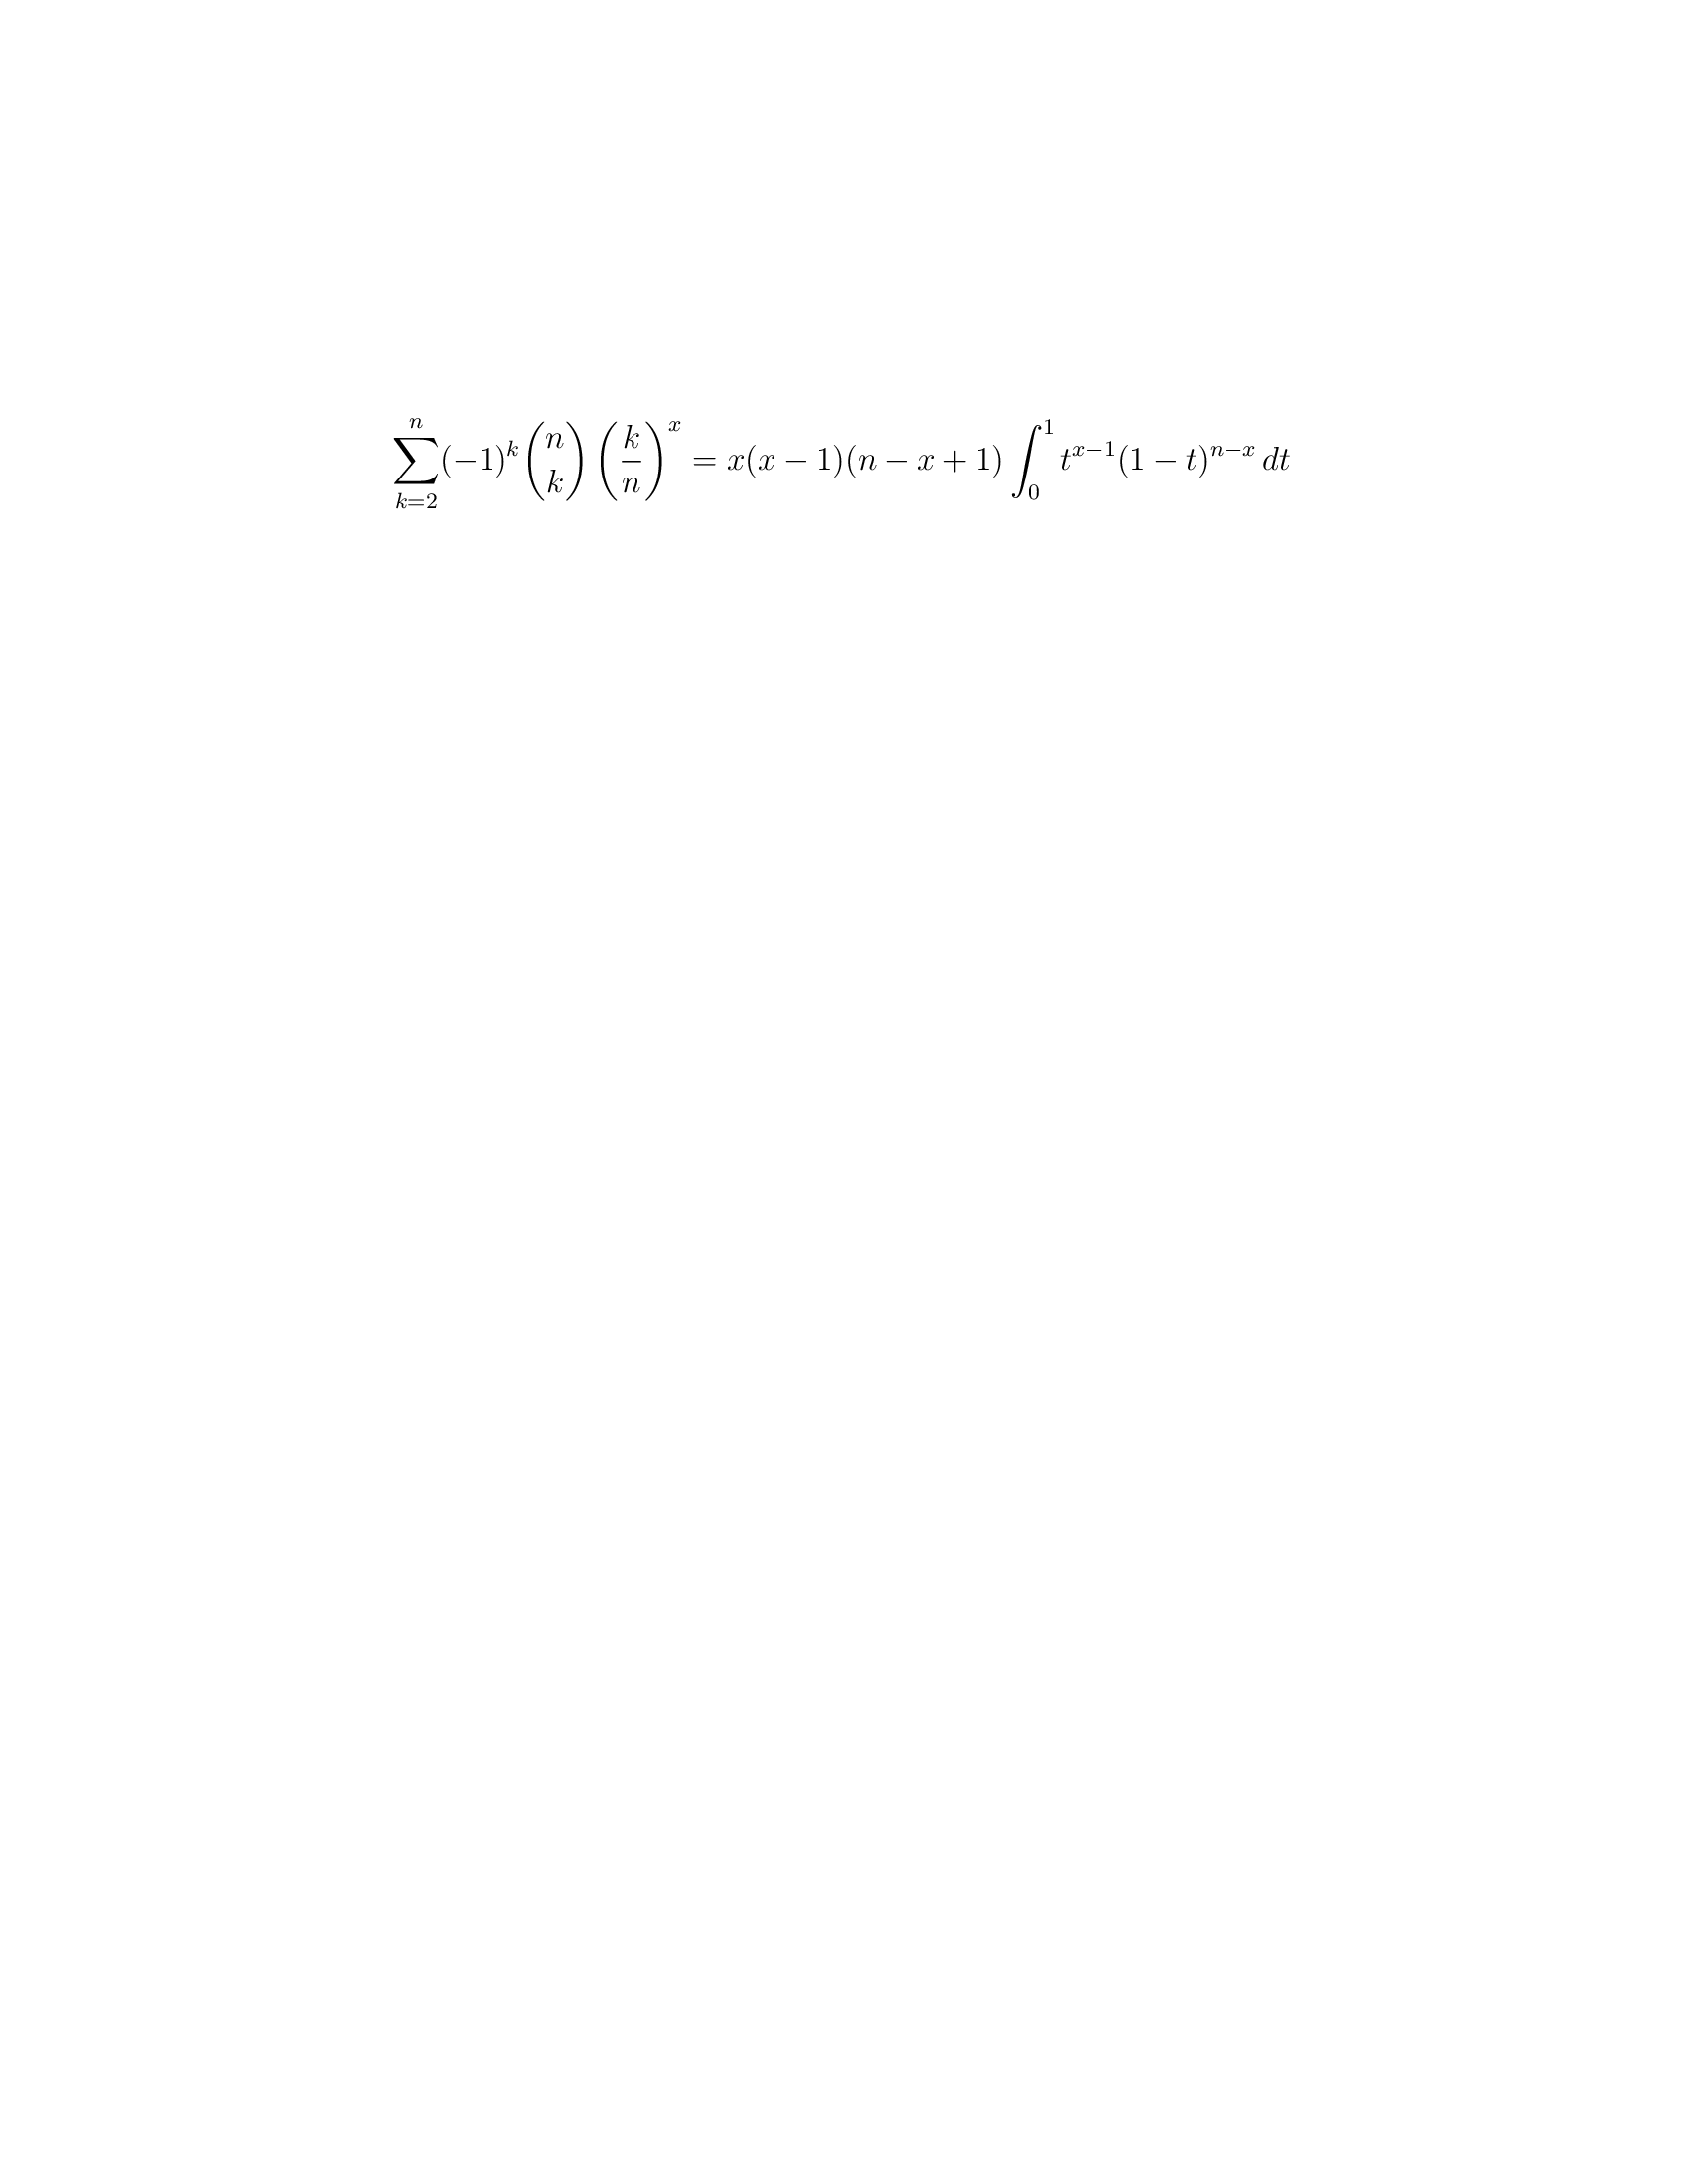 \sum_{k=2}^{n} (-1)^k \binom{n}{k} \left( \frac{k}{n} \right)^x = x(x-1)(n-x+1) \int_0^1 t^{x-1} (1-t)^{n-x} \, dt